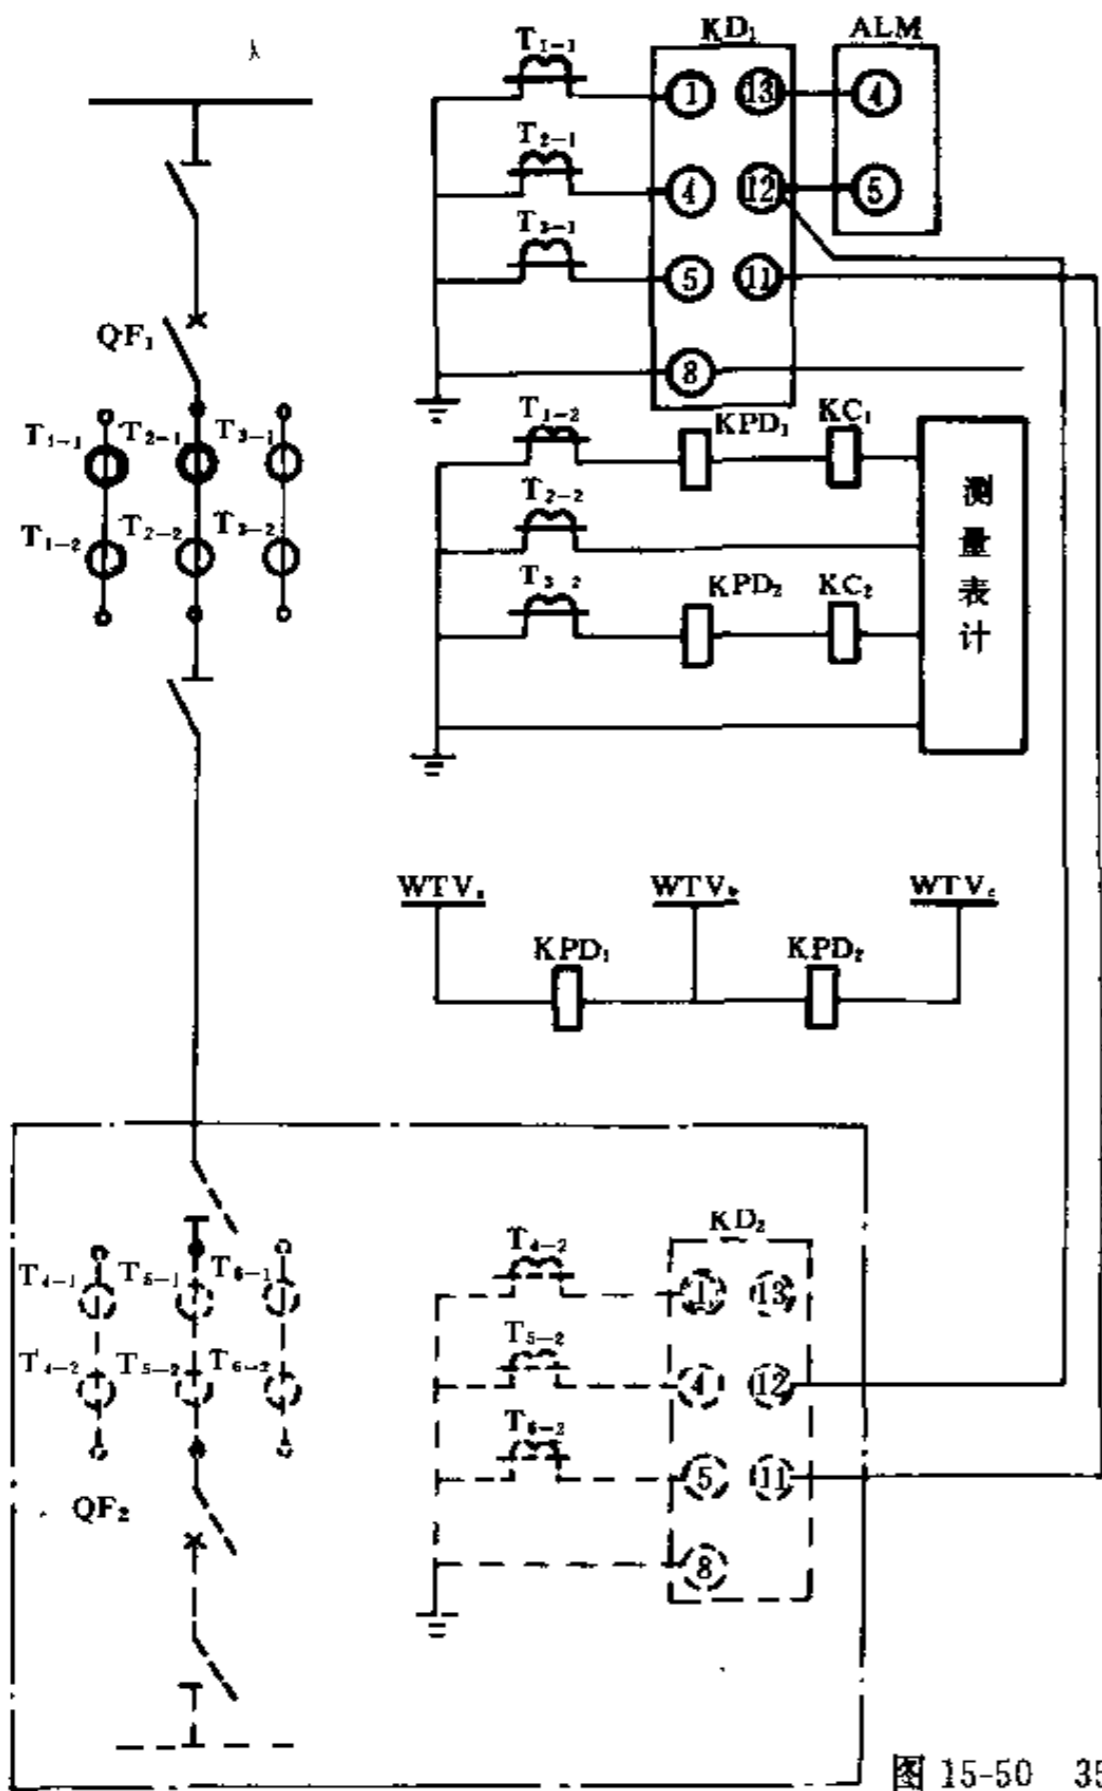 T₁₋₁ KD₁ ALM
① ⑬ ④
T₂₋₁
④ ⑫ ⑤
T₃₋₁
⑤ ⑪
QF₁
⑧
T₁₋₂ KPD₁ KC₁
T₁₋₁ T₂₋₁ T₃₋₁
测量表计
T₂₋₂
T₁₋₂ T₂₋₂ T₃₋₂
T₃ ₂ KPD₂ KC₂
WTVₐ WTVb WTVc
KPD₁ KPD₂
T₄₋₂ KD₂
T₄₋₁ T₅₋₁ T₆₋₁
① ⑬
T₅₋₂
T₄₋₂ T₅₋₂ T₆₋₂
④ ⑫
T₆₋₂
⑤ ⑪
QF₂
⑧
图 15-50 35